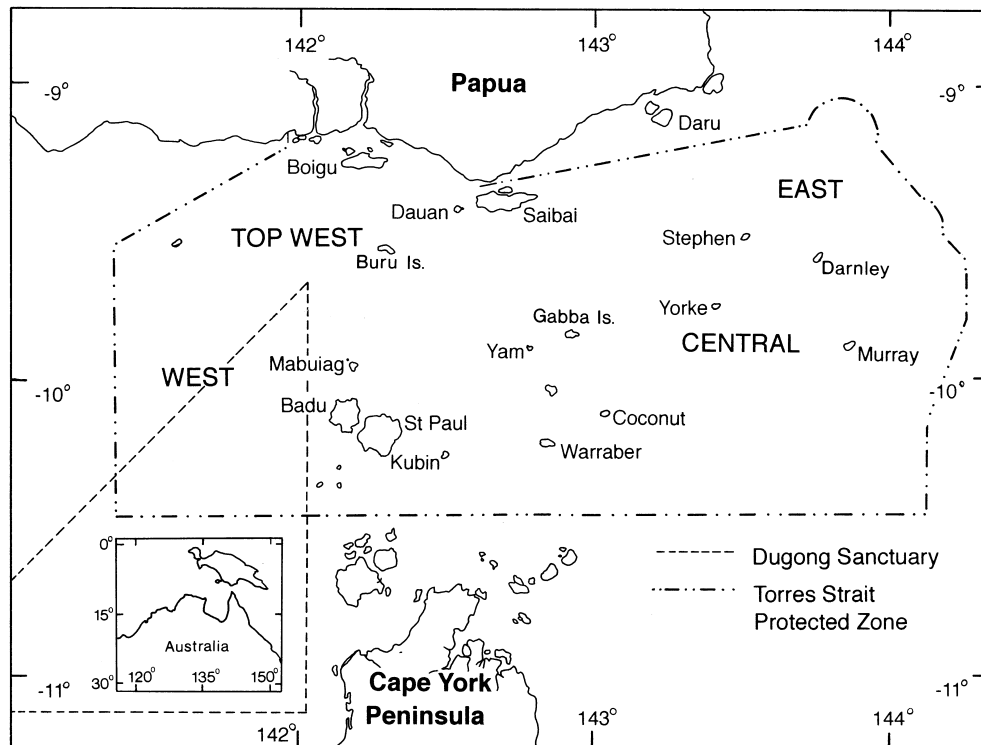 142°
143°
144°
-9°
Papua
-9°
Daru
Boigu
EAST
Dauan
Saibai
TOP WEST
Stephen
Buru Is.
Darnley
Gabba Is.
Yorke
CENTRAL
Yam
Murray
Mabuiag
WEST
-10°
-10°
Badu
St Paul
Coconut
Kubin
Warraber
0°
15°
30°
Australia
120°
135°
150°
Dugong Sanctuary
Torres Strait
Protected Zone
-11°
Cape York
Peninsula
-11°
142°
143°
144°